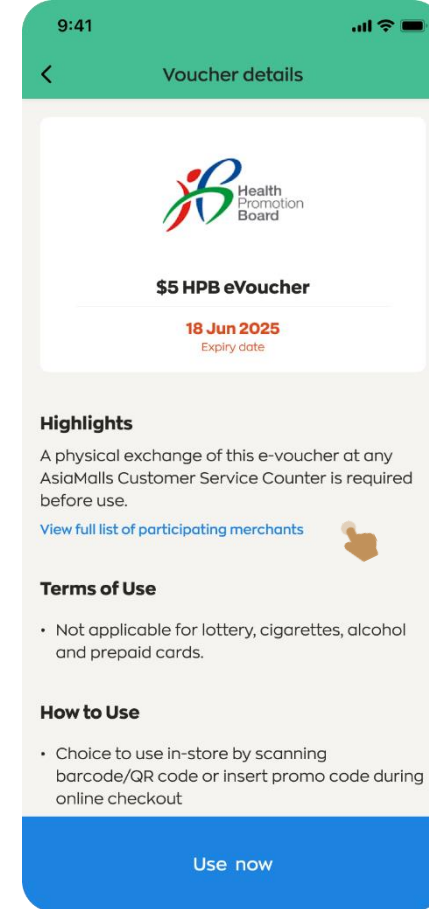 9:41
Voucher details
Health
Promotion
Board
$5 HPB eVoucher
18 Jun 2025
Expiry date
Highlights
A physical exchange of this e-voucher at any
AsiaMalls Customer Service Counter is required
before use.
View full list of participating merchants
Terms of Use
• Not applicable for lottery, cigarettes, alcohol
and prepaid cards.
How to Use
• Choice to use in-store by scanning
barcode/QR code or insert promo code during
online checkout
Use now